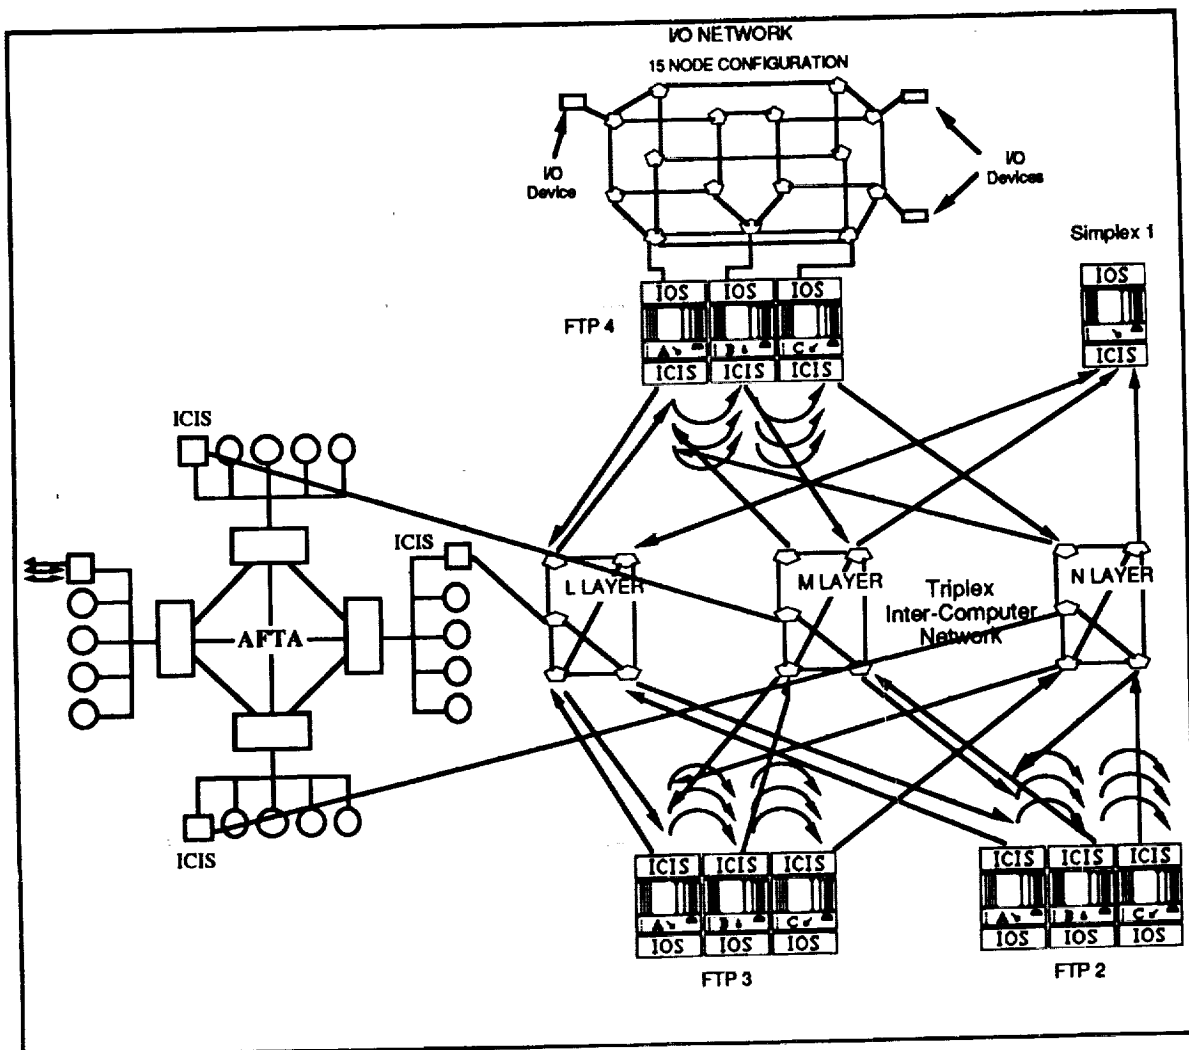 I/O NETWORK
15 NODE CONFIGURATION
I/O
Device
I/O
Devices
Simplex 1
IOS
IOS
IOS
IOS
FTP 4
A
B
C
ICIS
ICIS
ICIS
ICIS
ICIS
ICIS
L LAYER
M LAYER
N LAYER
Triplex
Inter-Computer
Network
AFTA
ICIS
ICIS
ICIS
ICIS
ICIS
ICIS
ICIS
A
B
C
A
B
C
IOS
IOS
IOS
IOS
IOS
IOS
FTP 3
FTP 2